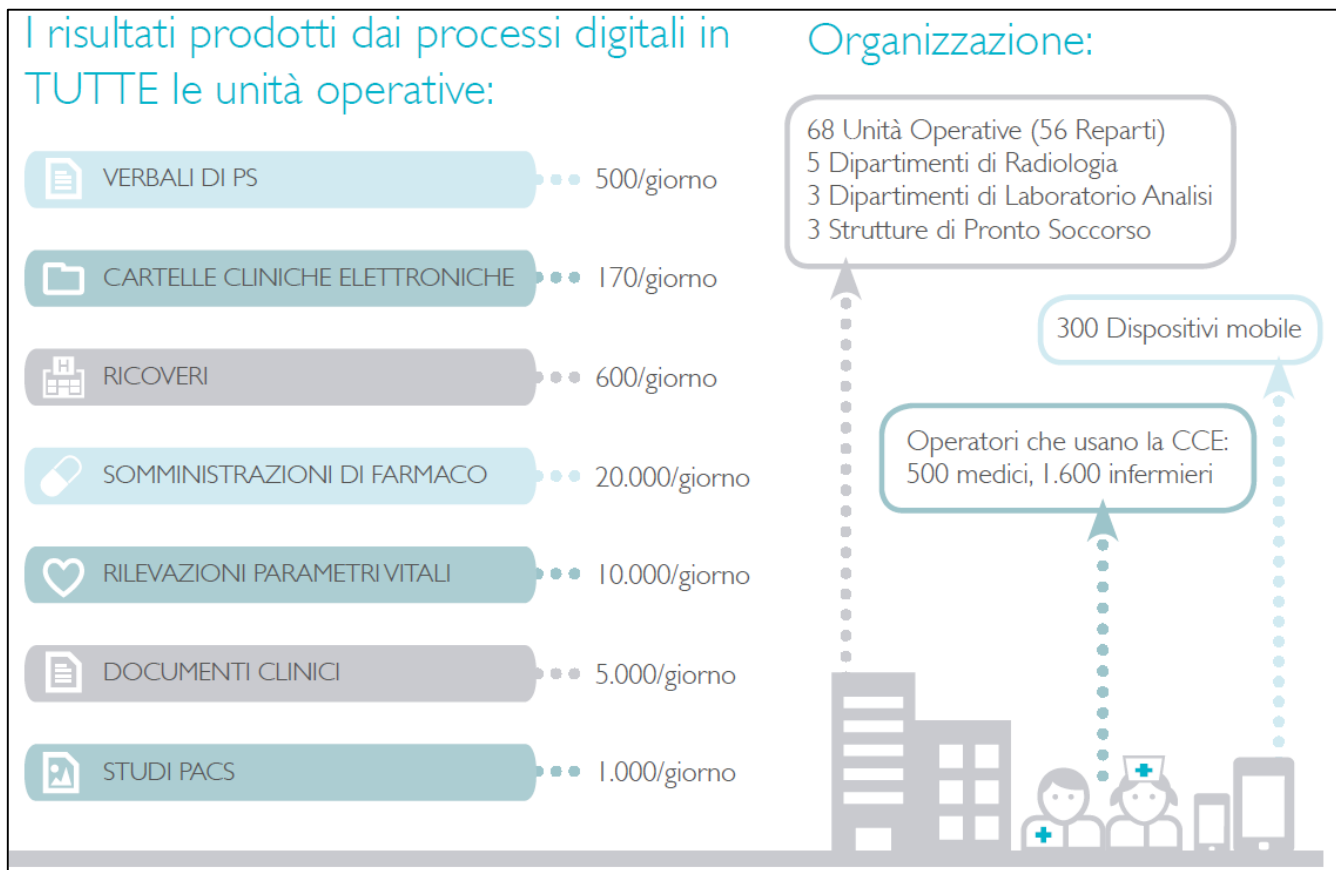 I risultati prodotti dai processi digitali in
TUTTE le unità operative:
VERBALI DI PS
500/giorno
CARTELLE CLINICHE ELETTRONICHE
170/giorno
H
RICOVERI
600/giorno
SOMMINISTRAZIONI DI FARMACO
20.000/giorno
RILEVAZIONI PARAMETRI VITALI
10.000/giorno
DOCUMENTI CLINICI
5.000/giorno
STUDI PACS
1.000/giorno
Organizzazione:
68 Unità Operative (56 Reparti)
5 Dipartimenti di Radiologia
3 Dipartimenti di Laboratorio Analisi
3 Strutture di Pronto Soccorso
300 Dispositivi mobile
Operatori che usano la CCE:
500 medici, 1.600 infermieri